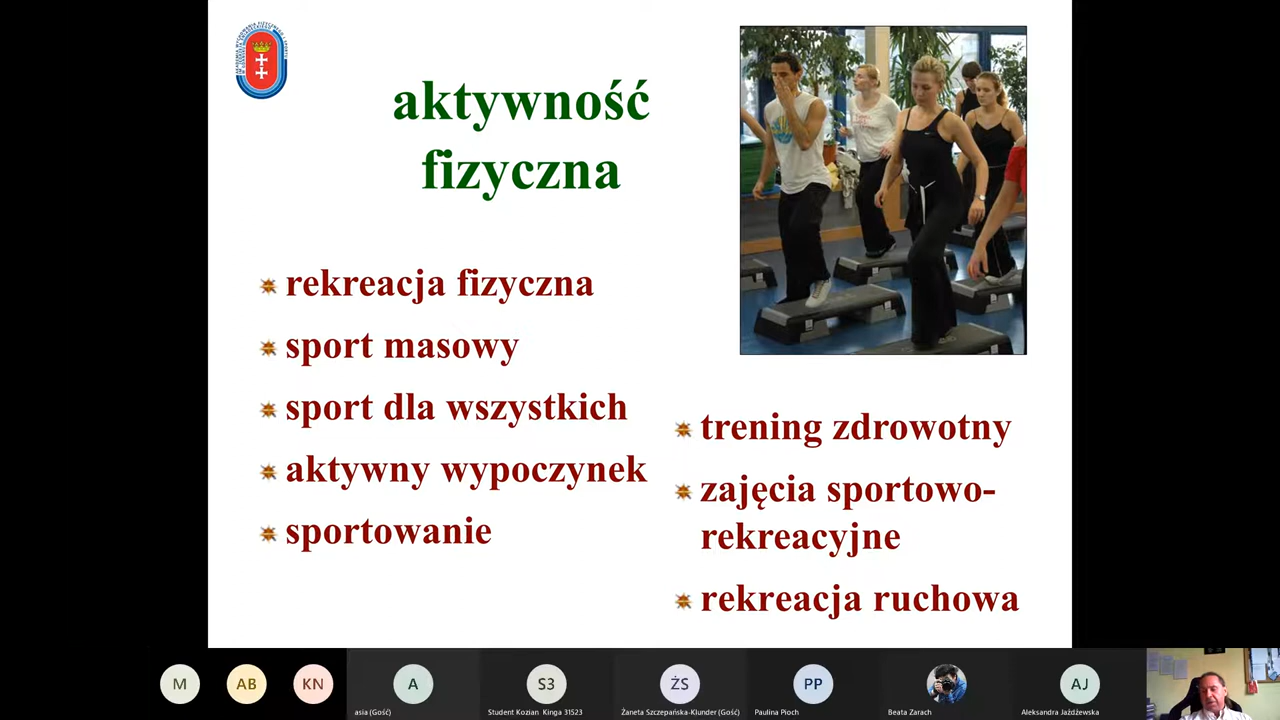 aktywność
fizyczna
rekreacja fizyczna
sport masowy
sport dla wszystkich
aktywny wypoczynek
sportowanie
trening zdrowotny
zajęcia sportowo-
rekreacyjne
rekreacja ruchowa
M
AB
KN
A
S3
ŻS
PP
AJ
asia (Gość)
Student Kozian Kinga 31S23
Żaneta Szczepańska-Klunder (Gość)
Paulina Pioch
Beata Zarach
Aleksandra Jażdżewska